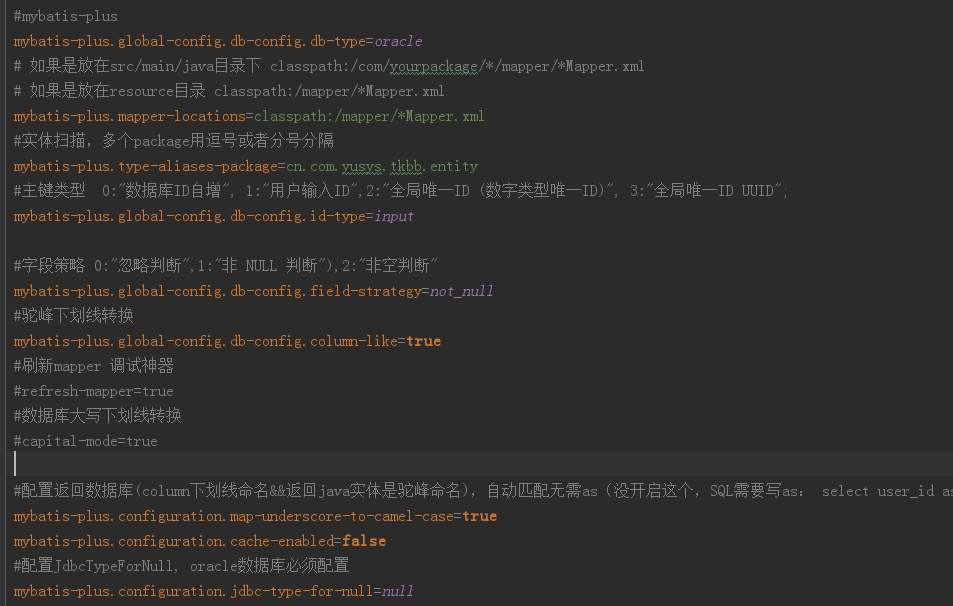 #mybatis-plus
mybatis-plus.global-config.db-config.db-type=oracle
# 如果是放在src/main/java目录下 classpath:/com/yourpackage/*/mapper/*Mapper.xml
# 如果是放在resource目录 classpath:/mapper/*Mapper.xml
mybatis-plus.mapper-locations=classpath:/mapper/*Mapper.xml
#实体扫描，多个package用逗号或者分号分隔
mybatis-plus.type-aliases-package=cn.com.yusys.tkbb.entity
#主键类型  0:"数据库ID自增", 1:"用户输入ID",2:"全局唯一ID (数字类型唯一ID)", 3:"全局唯一ID UUID";
mybatis-plus.global-config.db-config.id-type=input
#字段策略 0:"忽略判断",1:"非 NULL 判断"),2:"非空判断"
mybatis-plus.global-config.db-config.field-strategy=not_null
#驼峰下划线转换
mybatis-plus.global-config.db-config.column-like=true
#刷新mapper 调试神器
#refresh-mapper=true
#数据库大写下划线转换
#capital-mode=true
#配置返回数据库(column下划线命名&&返回java实体是驼峰命名)，自动匹配无需as（没开启这个，SQL需要写as： select user_id as
mybatis-plus.configuration.map-underscore-to-camel-case=true
mybatis-plus.configuration.cache-enabled=false
#配置JdbcTypeForNull, oracle数据库必须配置
mybatis-plus.configuration.jdbc-type-for-null=null